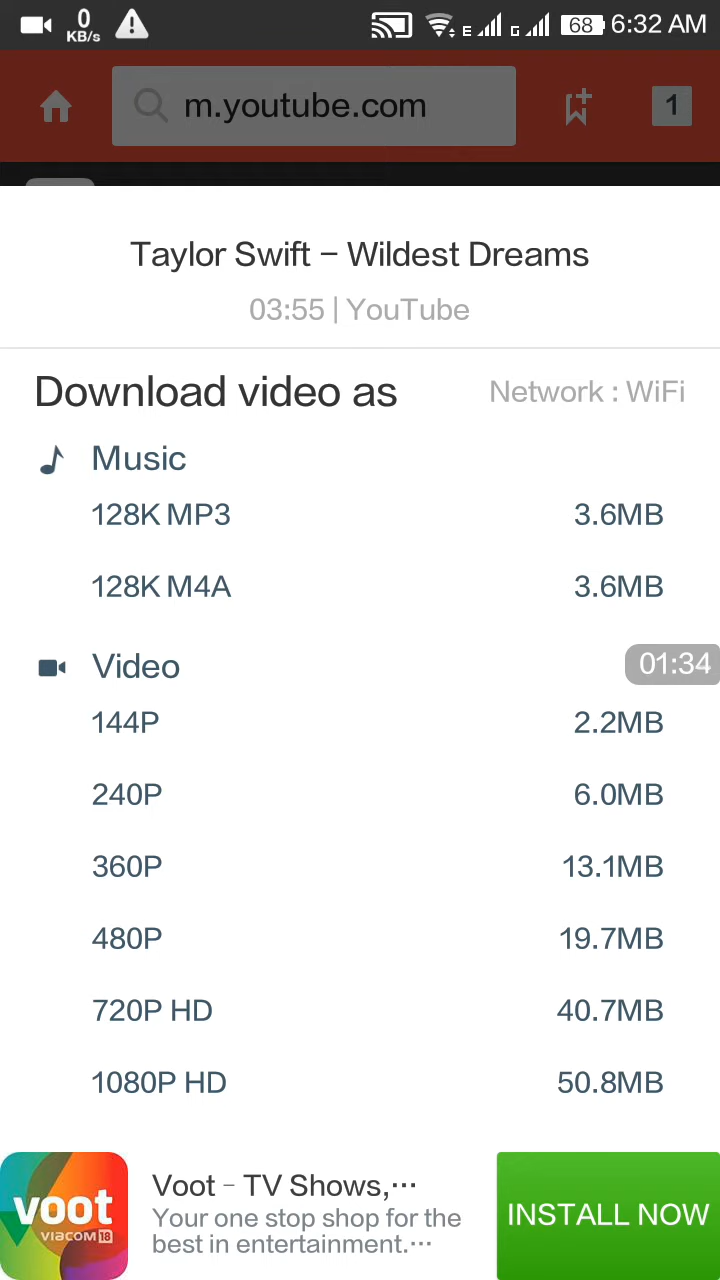 0
KB/s
E
G
68
6:32 AM
m.youtube.com
1
Taylor Swift – Wildest Dreams
03:55 | YouTube
Download video as
Network : WiFi
Music
128K MP3 3.6MB
128K M4A 3.6MB
Video
01:34
144P 2.2MB
240P 6.0MB
360P 13.1MB
480P 19.7MB
720P HD 40.7MB
1080P HD 50.8MB
voot
VIACOM18
Voot – TV Shows,…
Your one stop shop for the
best in entertainment.…
INSTALL NOW